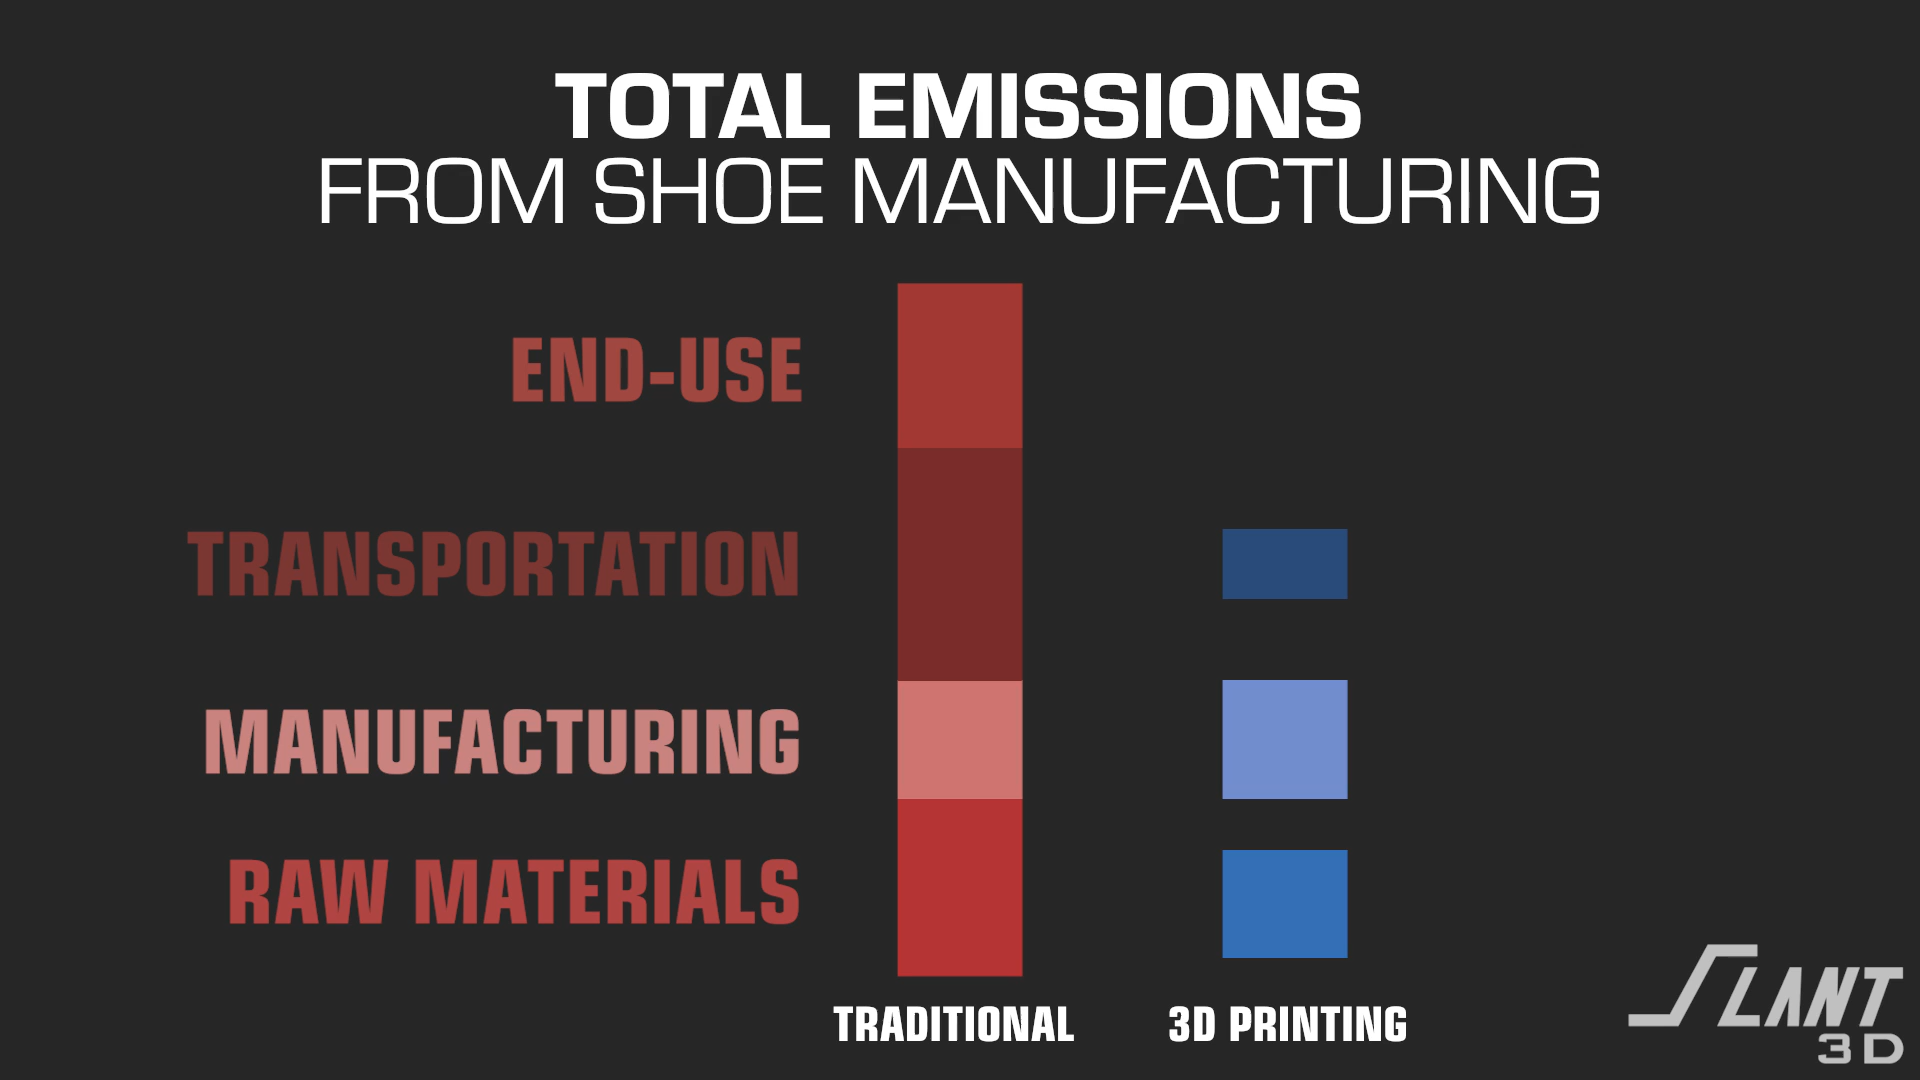 TOTAL EMISSIONS
FROM SHOE MANUFACTURING
END-USE
TRANSPORTATION
MANUFACTURING
RAW MATERIALS
TRADITIONAL
3D PRINTING
SLANT
3D